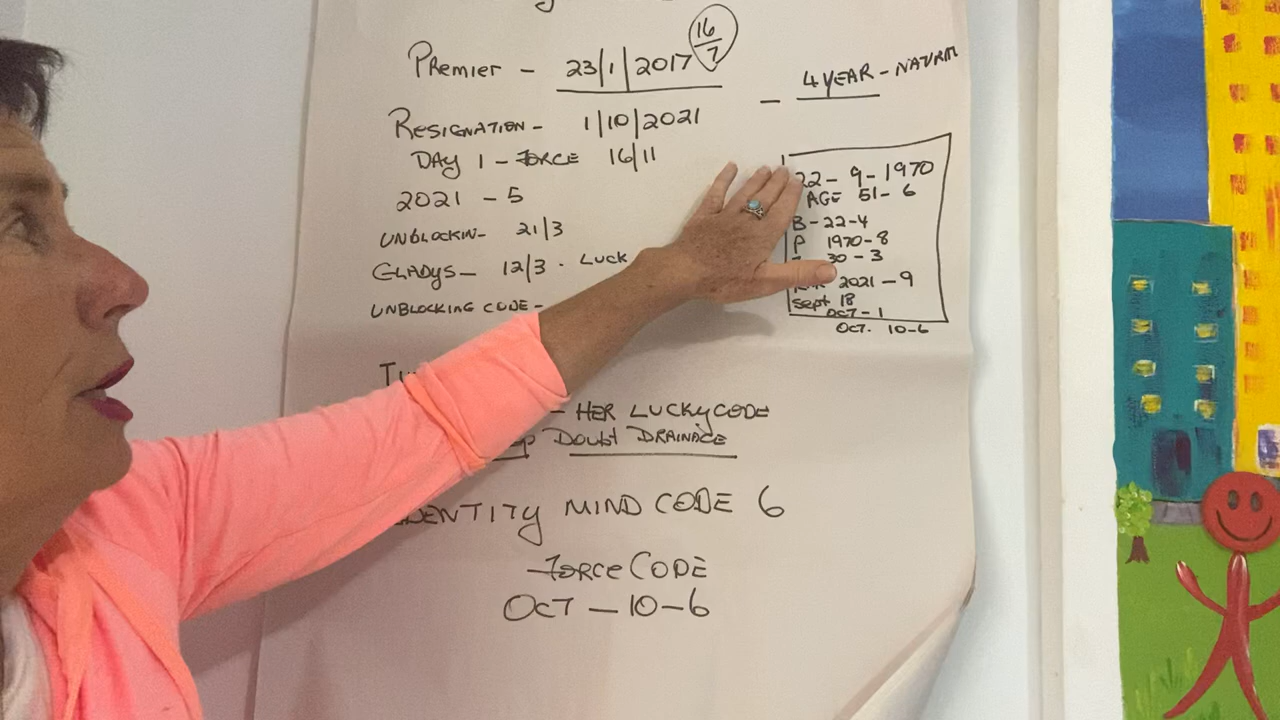 PREMIER - 23/1/2017 16/7
- 4 YEAR - NATURAL
RESIGNATION - 1/10/2021
DAY 1 - FORCE 16/11
2021 - 5
UNBLOCKIN- 21/3
GLADYS- 12/3 . LUCK
UNBLOCKING CODE-
22 - 9 - 1970
AGE 51 - 6
B - 22 - 4
P 1970 - 8
30 - 3
2021 - 9
Sept 18
OCT - 1
OCT. 10-6
- HER LUCKY CODE
DOUBT DRAINAGE
IDENTITY MIND CODE 6
FORCE CODE
OCT - 10 - 6